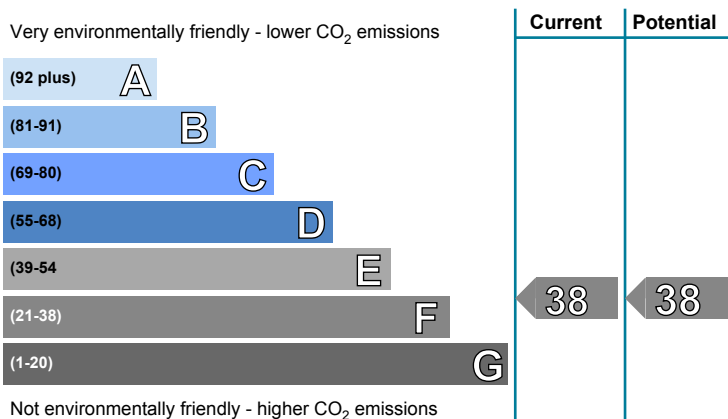 Current Potential
Very environmentally friendly - lower CO2 emissions
(92 plus) A
(81-91) B
(69-80) C
(55-68) D
(39-54 E
(21-38) F
38 38
(1-20) G
Not environmentally friendly - higher CO2 emissions